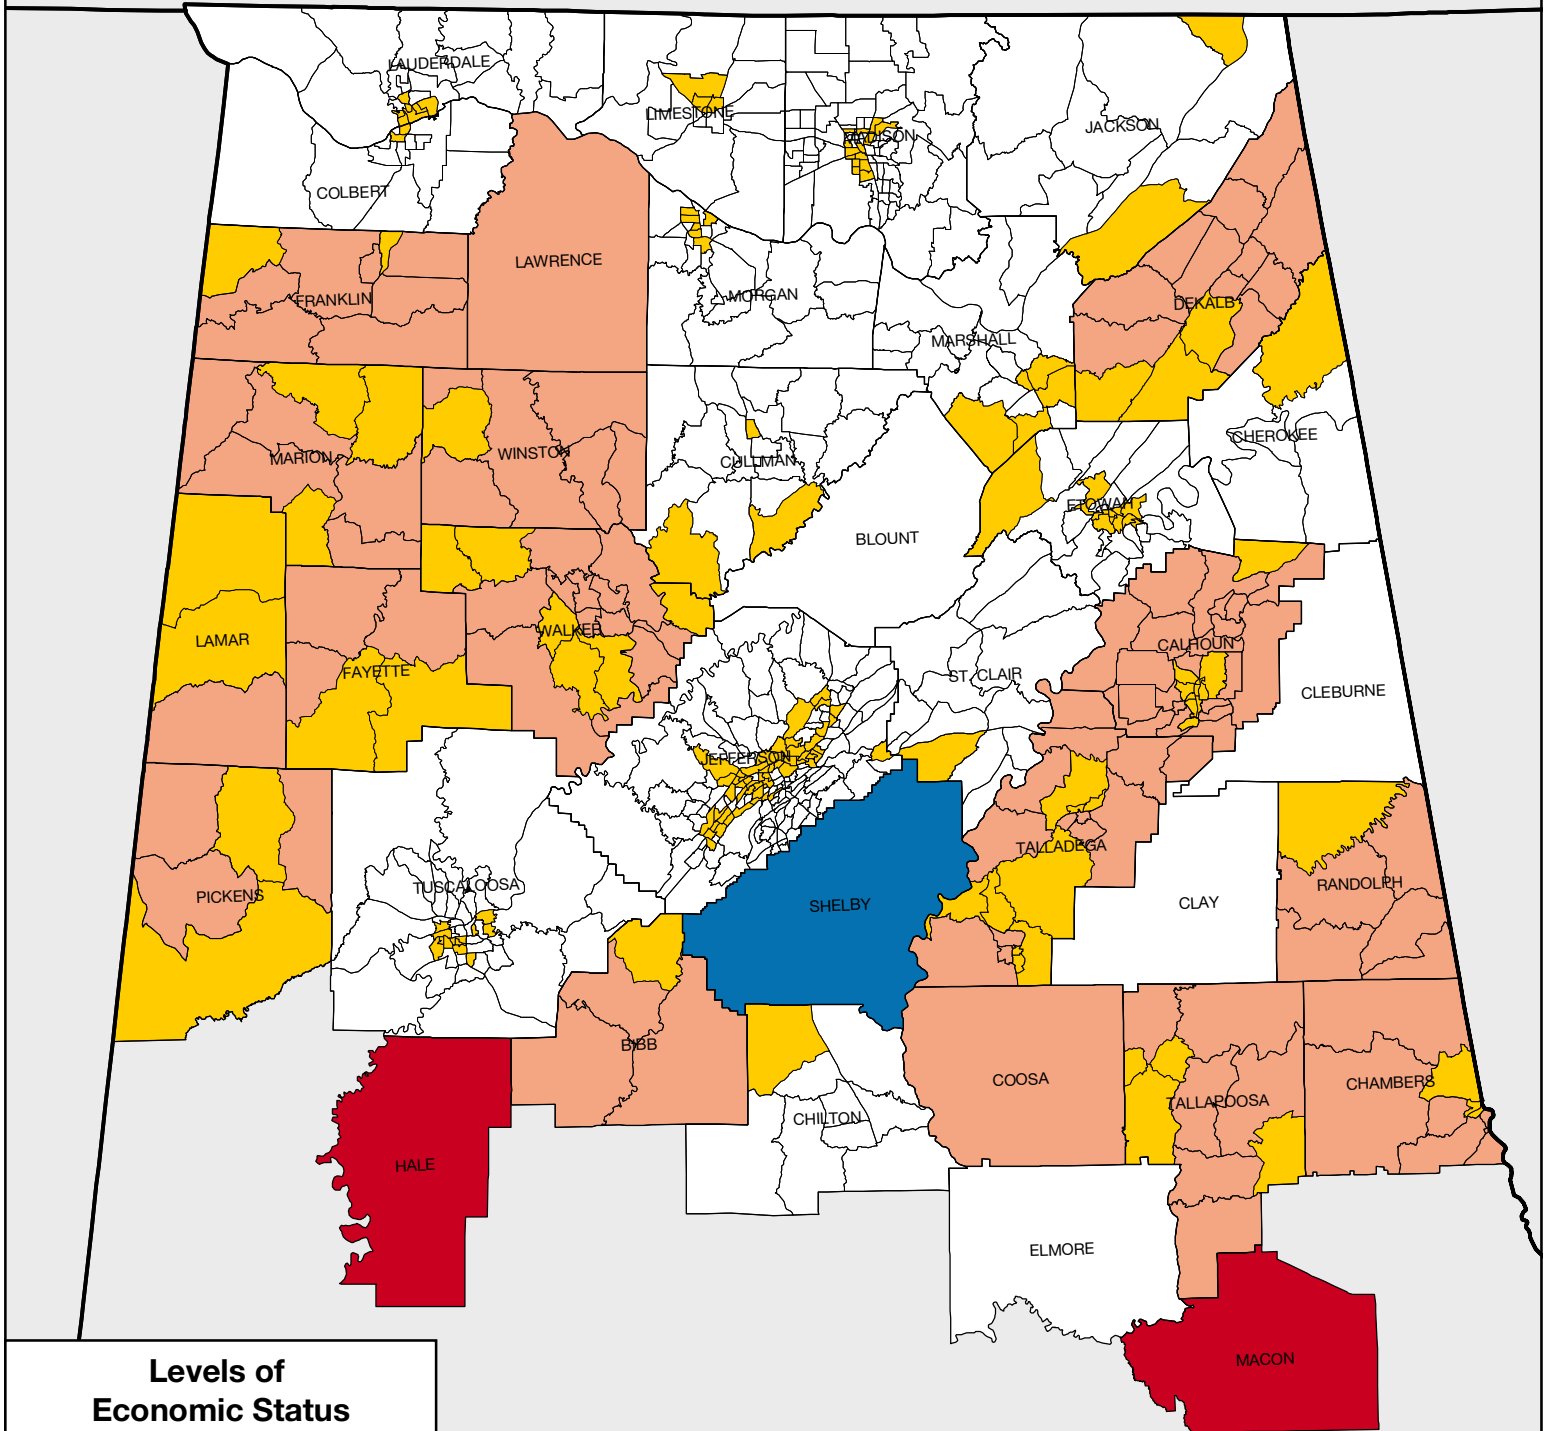 LAUDERDALE
LIMESTONE
MADISON
JACKSON
COLBERT
LAWRENCE
FRANKLIN
MORGAN
DEKALB
MARSHALL
MARION
WINSTON
CULLMAN
CHEROKEE
ETOWAH
BLOUNT
LAMAR
WALKER
FAYETTE
CALHOUN
ST. CLAIR
CLEBURNE
JEFFERSON
TALLADEGA
PICKENS
TUSCALOOSA
SHELBY
CLAY
RANDOLPH
BIBB
COOSA
CHAMBERS
TALLAPOOSA
CHILTON
HALE
ELMORE
MACON
Levels of
Economic Status